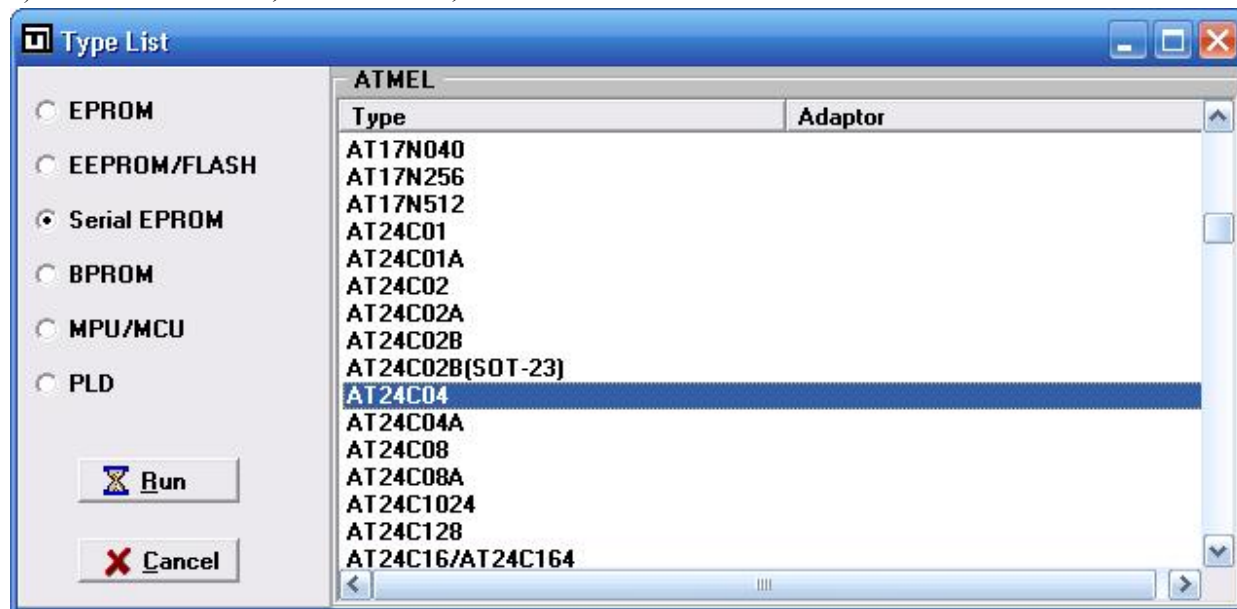 Type List
EPROM
EEPROM/FLASH
Serial EPROM
BPROM
MPU/MCU
PLD
Run
Cancel
ATMEL
Type Adaptor
AT17N040
AT17N256
AT17N512
AT24C01
AT24C01A
AT24C02
AT24C02A
AT24C02B
AT24C02B(SOT-23)
AT24C04
AT24C04A
AT24C08
AT24C08A
AT24C1024
AT24C128
AT24C16/AT24C164